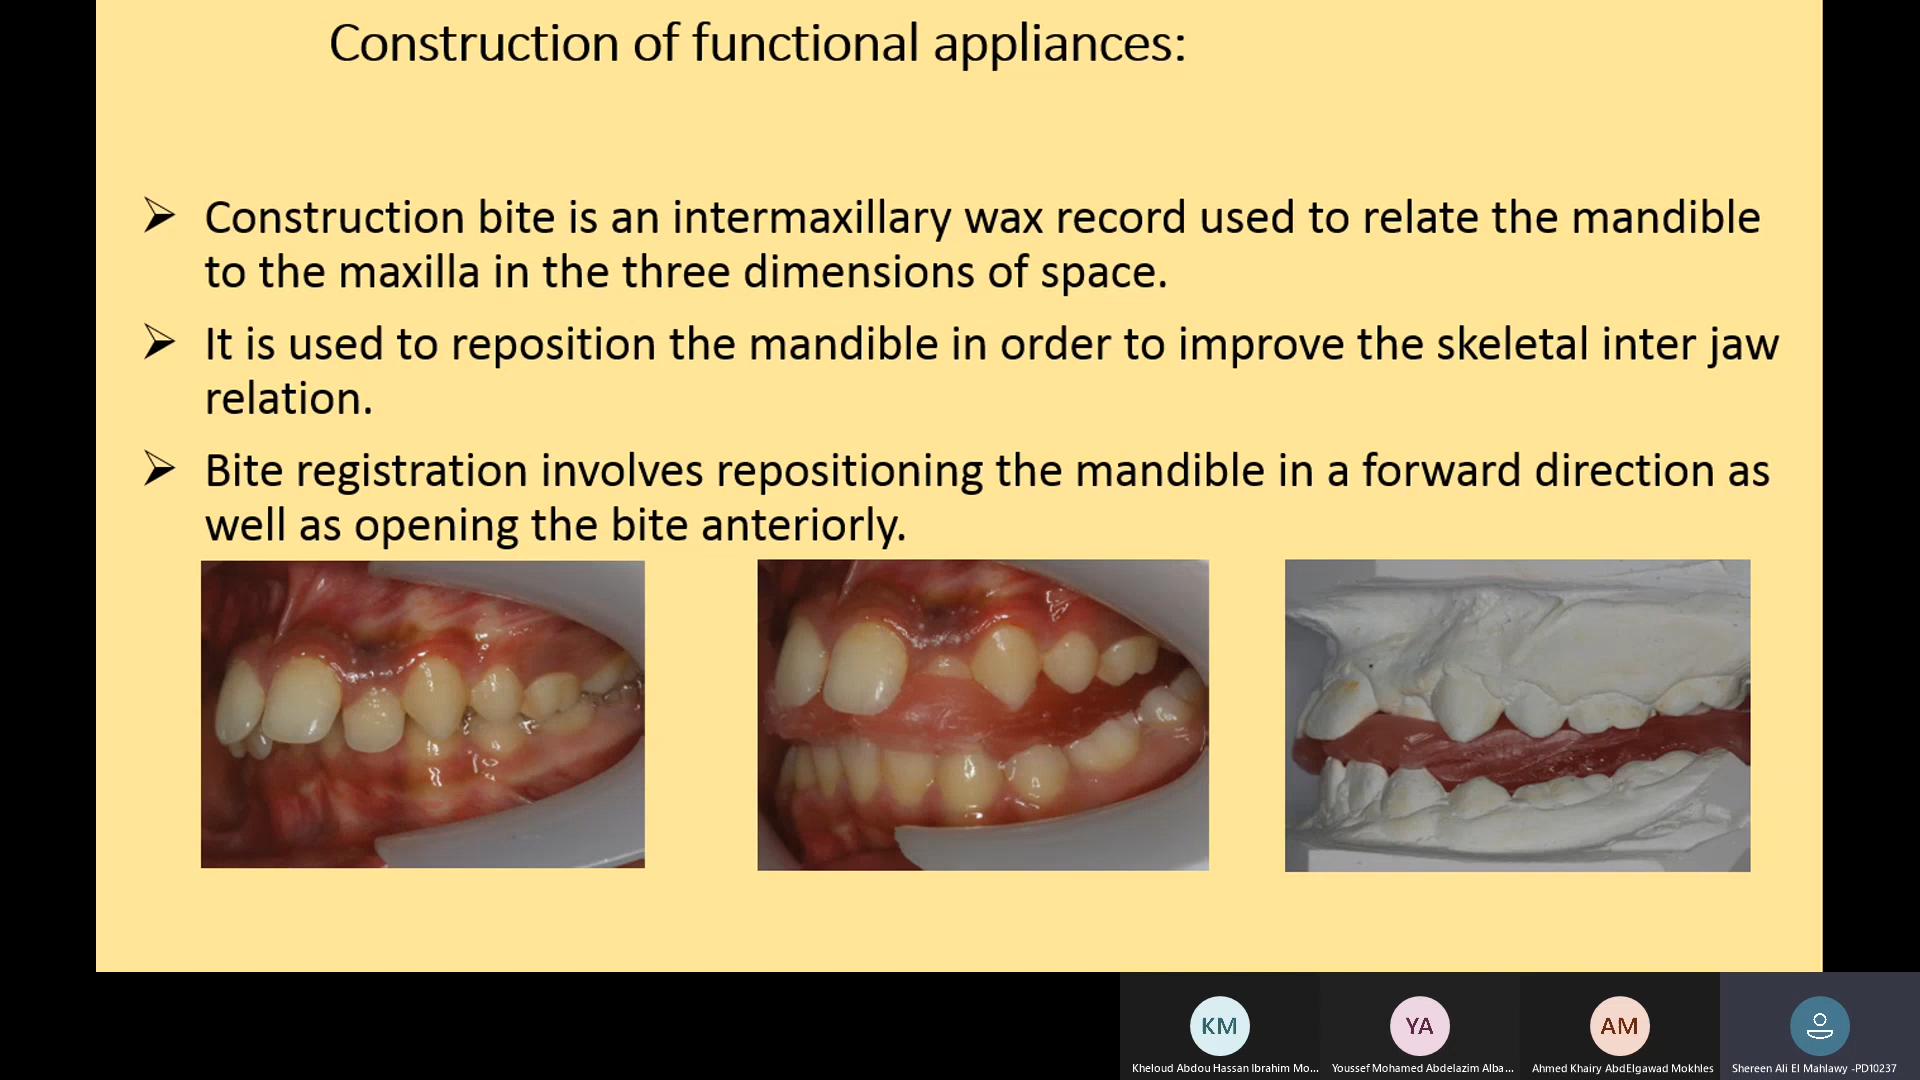 Construction of functional appliances:
Construction bite is an intermaxillary wax record used to relate the mandible
to the maxilla in the three dimensions of space.
It is used to reposition the mandible in order to improve the skeletal inter jaw
relation.
Bite registration involves repositioning the mandible in a forward direction as
well as opening the bite anteriorly.
KM
YA
AM
Kheloud Abdou Hassan Ibrahim Mo...
Youssef Mohamed Abdelazim Alba...
Ahmed Khairy AbdElgawad Mokhles
Shereen Ali El Mahlawy -PD10237